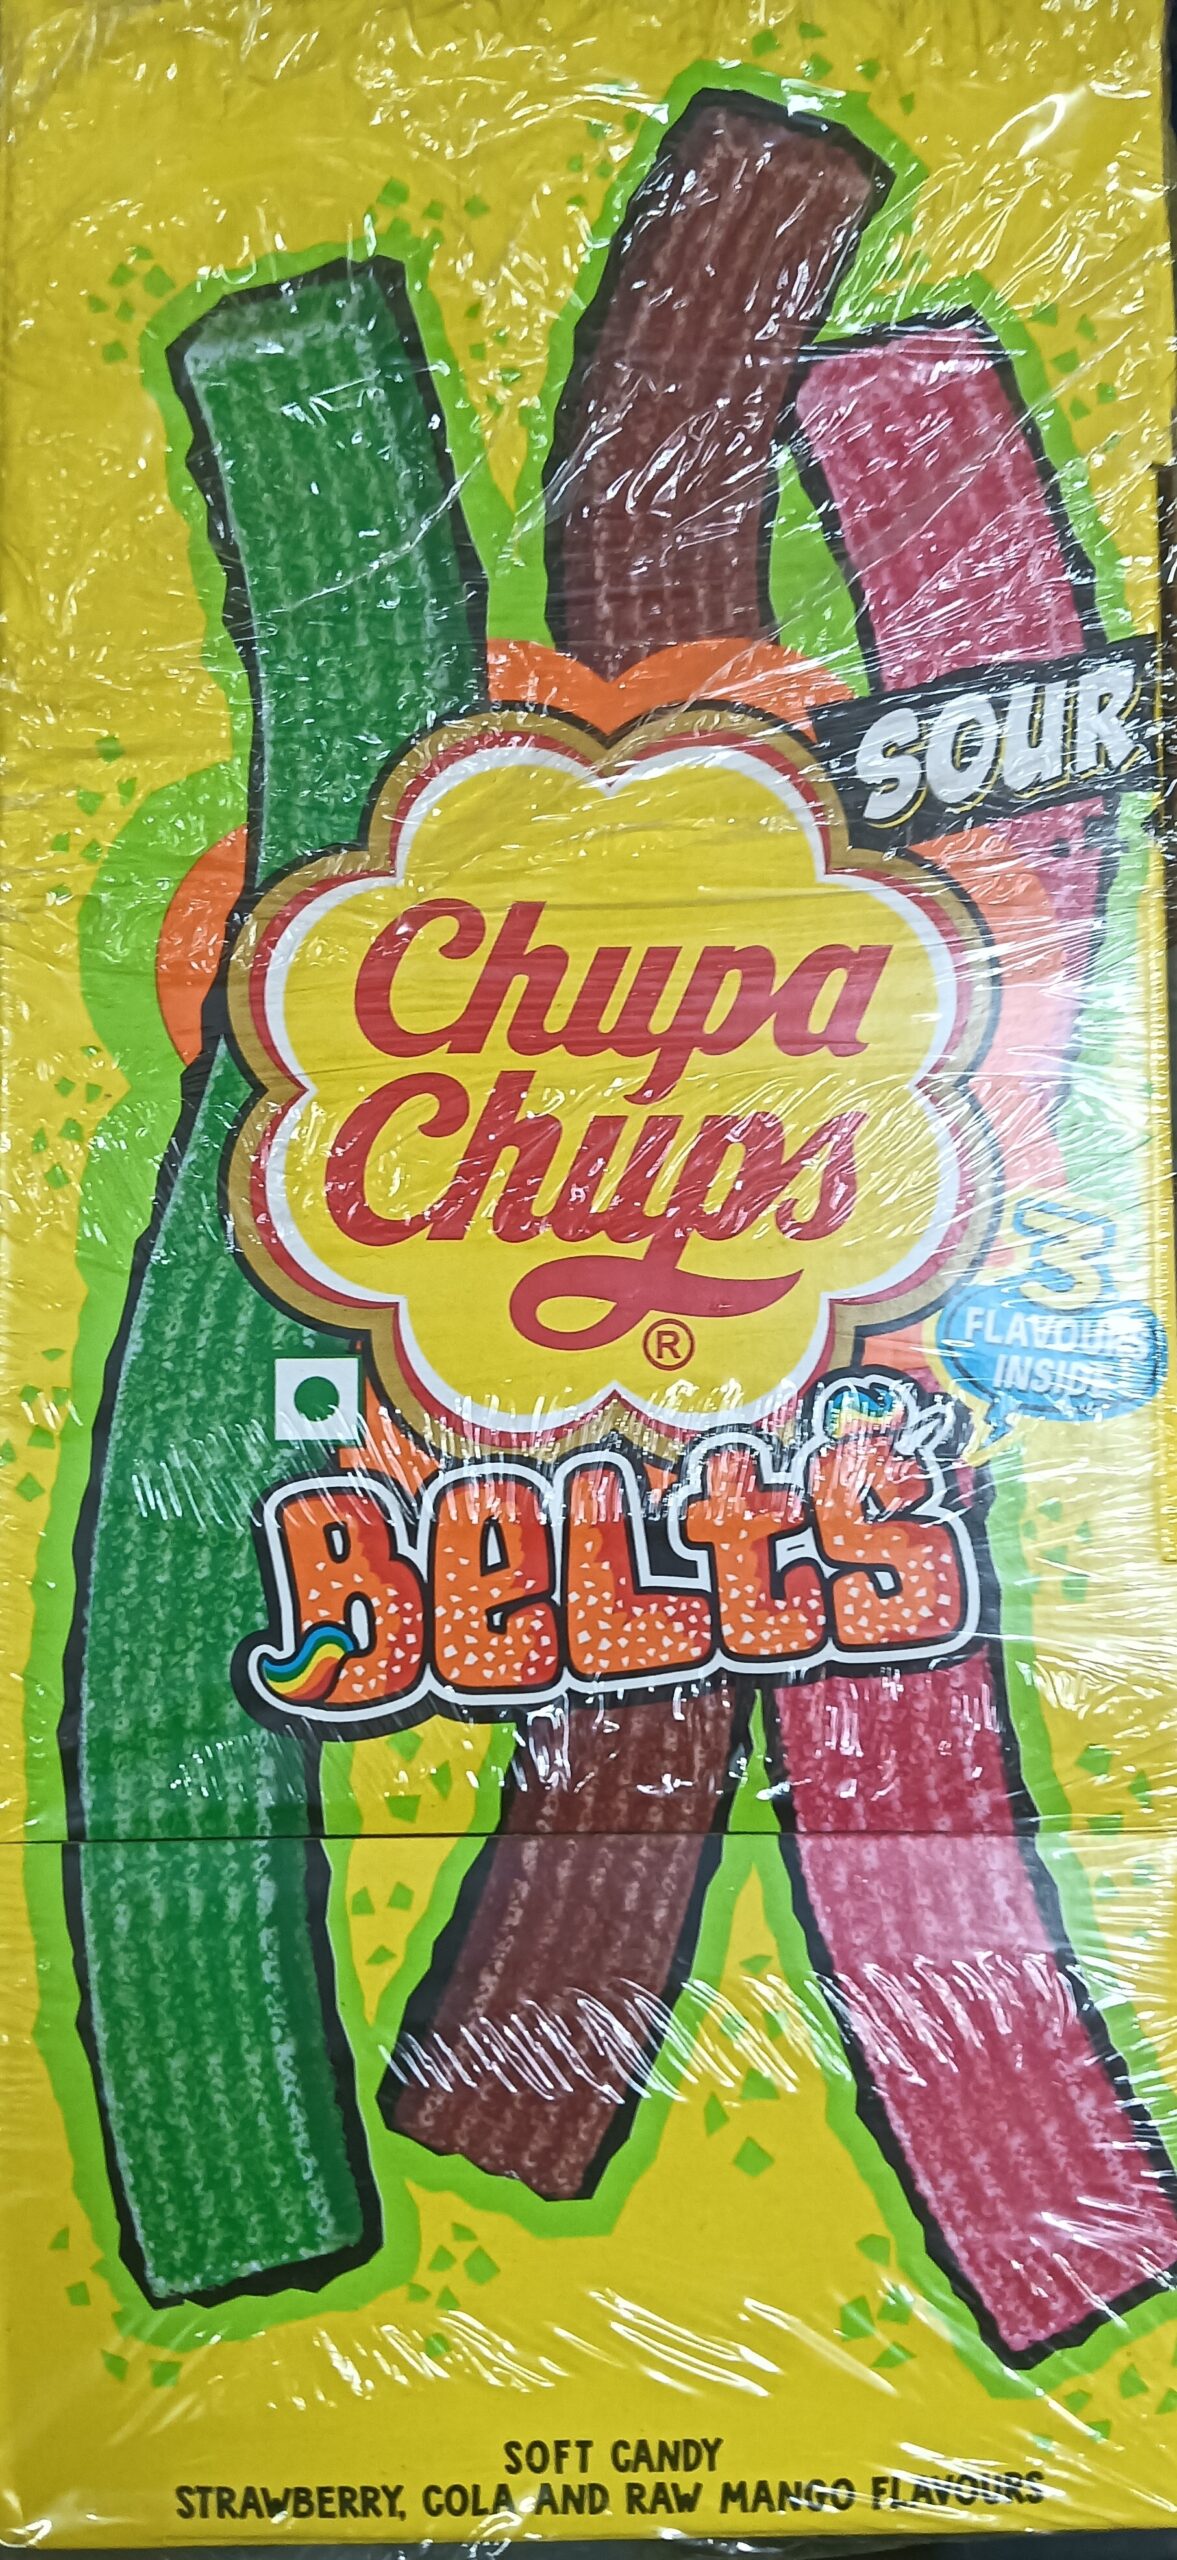 SOUR
Chupa
Chups
®
3
FLAVOURS
INSIDE
BELTS
SOFT CANDY
STRAWBERRY, COLA AND RAW MANGO FLAVOURS